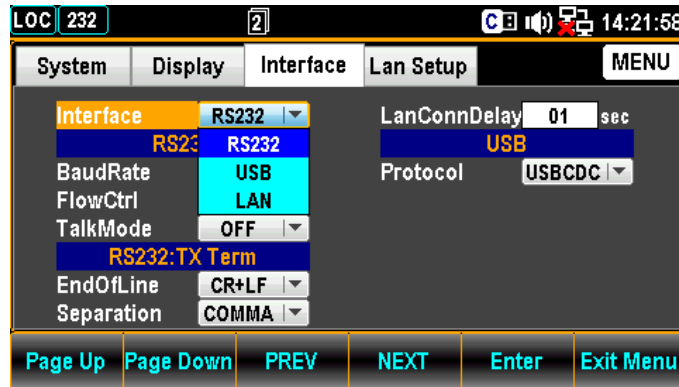 LOC 232 2 C 14:21:58
System Display Interface Lan Setup MENU
Interface RS232 LanConnDelay 01 sec
RS23 RS232 USB
BaudRate USB Protocol USBCDC
FlowCtrl LAN
TalkMode OFF
RS232:TX Term
EndOfLine CR+LF
Separation COMMA
Page Up Page Down PREV NEXT Enter Exit Menu